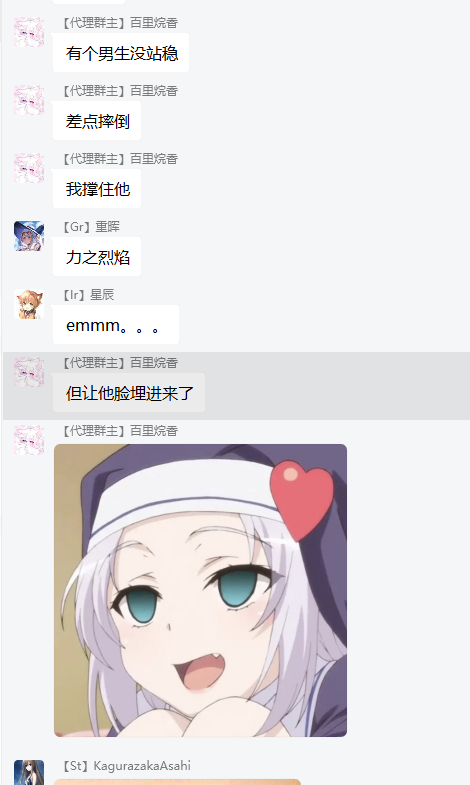 【代理群主】百里烷香
有个男生没站稳
【代理群主】百里烷香
差点摔倒
【代理群主】百里烷香
我撑住他
【Gr】重晖
力之烈焰
【Ir】星辰
emmm。。。
【代理群主】百里烷香
但让他脸埋进来了
【代理群主】百里烷香
【St】KagurazakaAsahi